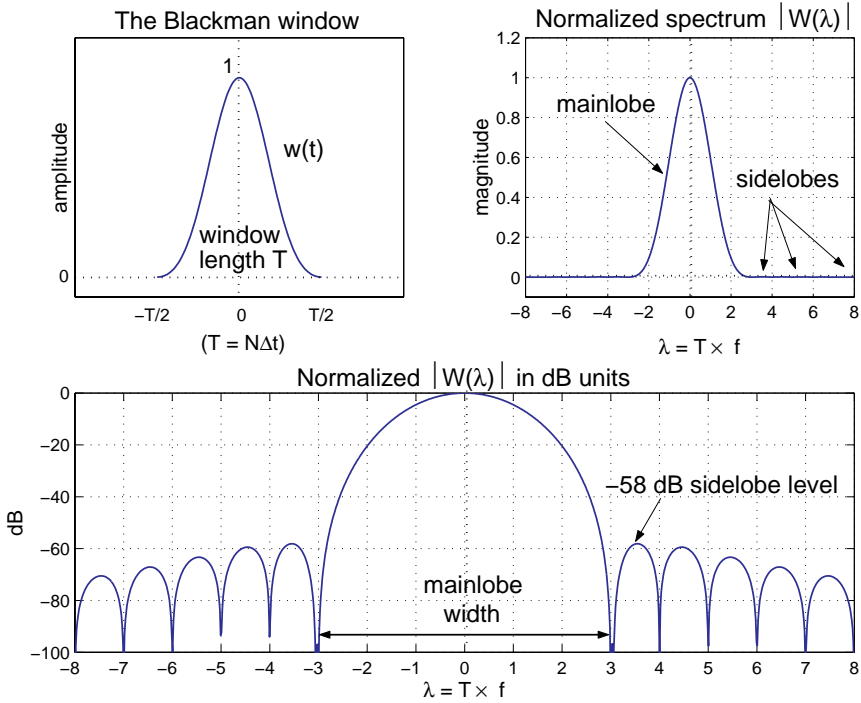 The Blackman window
1
w(t)
amplitude
window
length T
0
−T/2
0
T/2
(T = N∆t)
Normalized spectrum |W(λ)|
1.2
1
0.8
0.6
0.4
0.2
0
magnitude
mainlobe
sidelobes
−8
−6
−4
−2
0
2
4
6
8
λ = T × f
Normalized |W(λ)| in dB units
0
−20
−40
−60
−80
−100
dB
−58 dB sidelobe level
mainlobe
width
−8
−7
−6
−5
−4
−3
−2
−1
0
1
2
3
4
5
6
7
8
λ = T × f